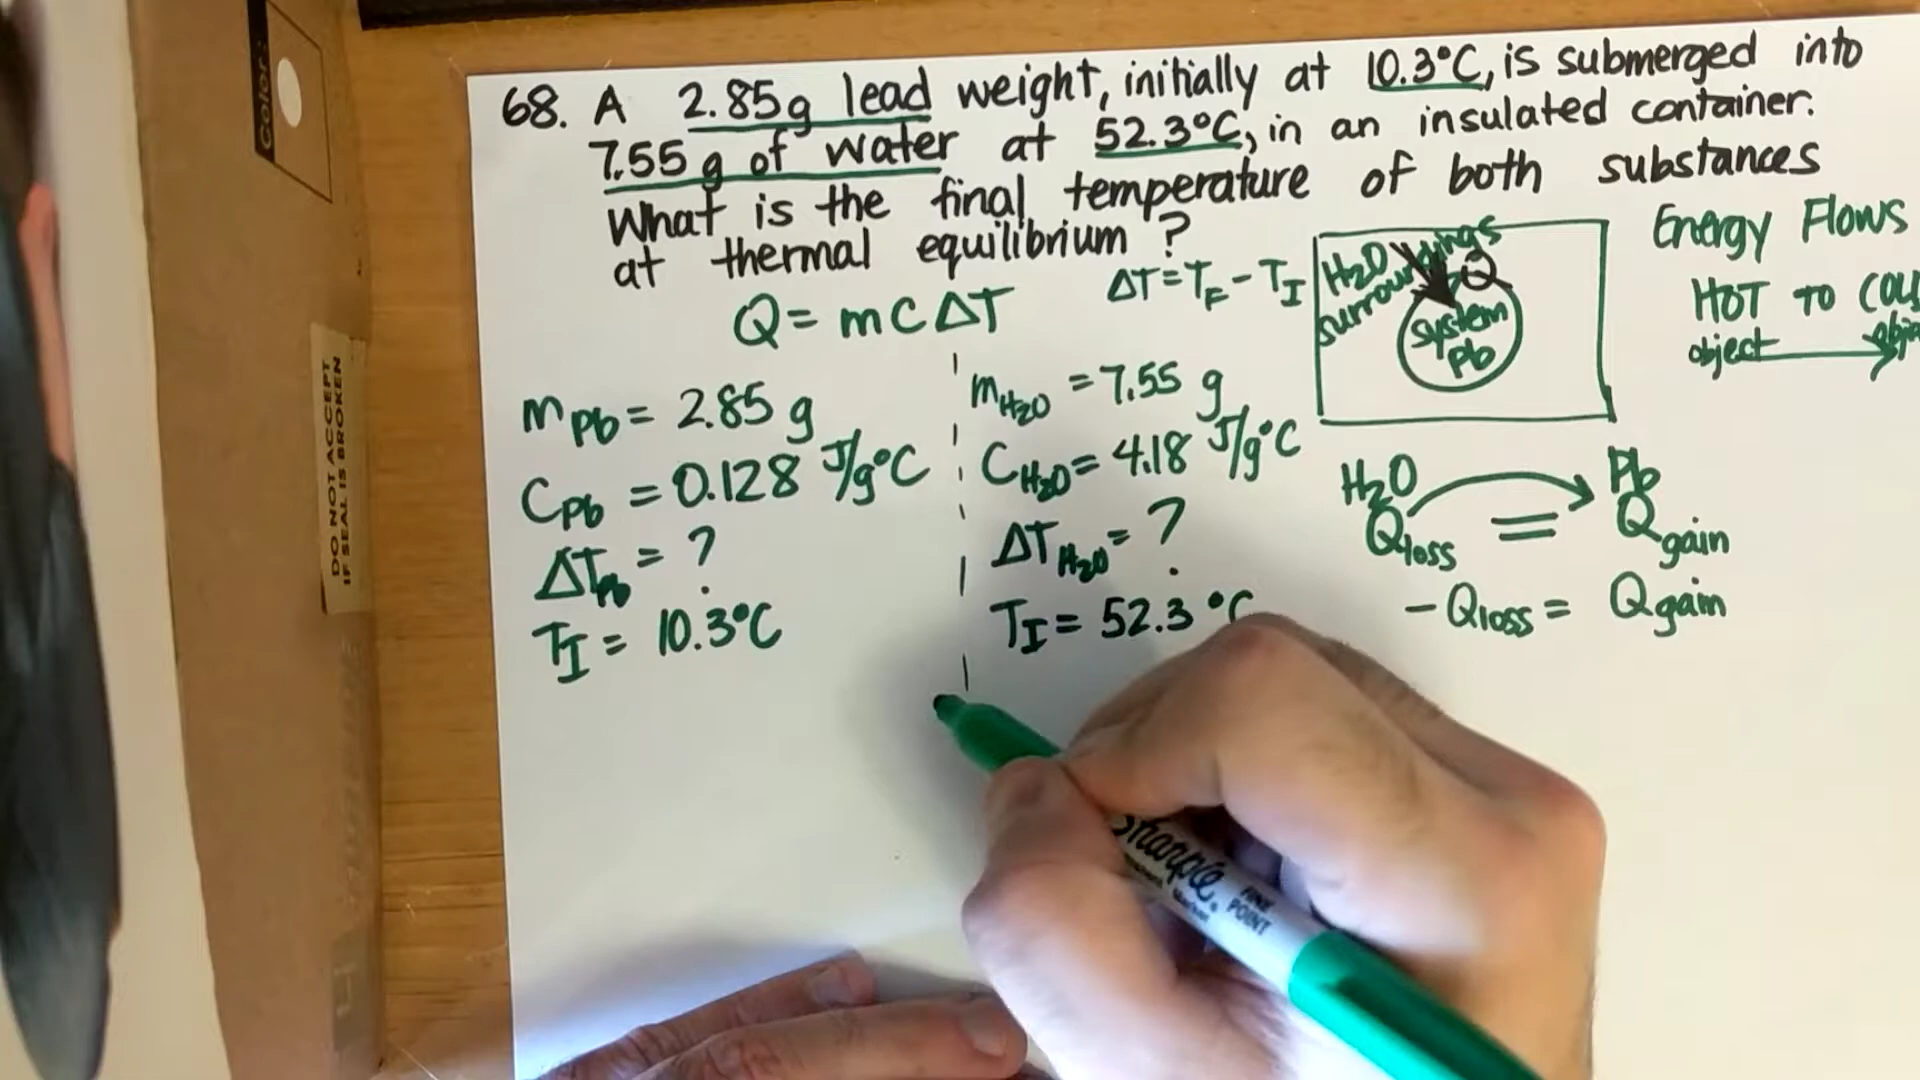 68. A 2.85g lead weight, initially at 10.3°C, is submerged into
7.55 g of water at 52.3°C, in an insulated container.
What is the final temperature of both substances
at thermal equilibrium?
Q = mCΔT
ΔT = TF - TI
H2O
surroundings
Q
system
Pb
Energy Flows
HOT TO COL
object obje
mPb = 2.85 g
CPb = 0.128 J/g°C
ΔTPb = ?
TI = 10.3°C
mH2O = 7.55 g
CH2O = 4.18 J/g°C
ΔTH2O = ?
TI = 52.3 °C
H2O Pb
Qloss = Qgain
-Qloss = Qgain
Color:
DO NOT ACCEPT
IF SEAL IS BROKEN
Sharpie.
FINE
POINT